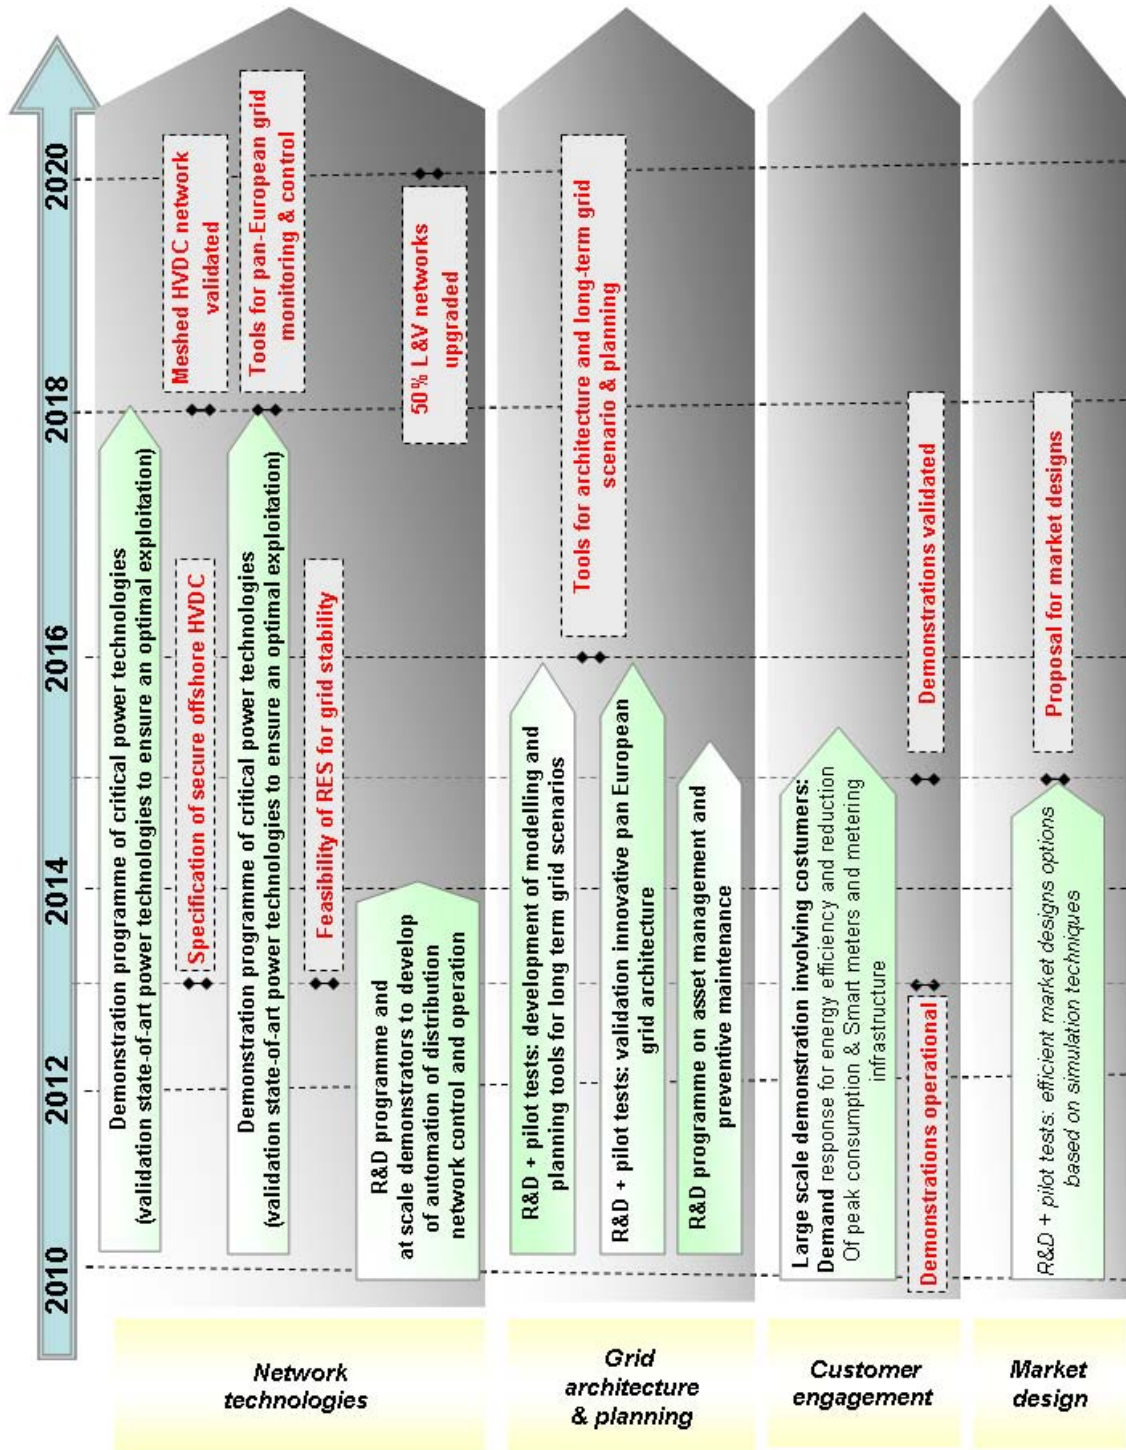 2010
2012
2014
2016
2018
2020
Network
technologies
Demonstration programme of critical power technologies
(validation state-of-art power technologies to ensure an optimal exploitation)
Specification of secure offshore HVDC
Meshed HVDC network
validated
Demonstration programme of critical power technologies
(validation state-of-art power technologies to ensure an optimal exploitation)
Tools for pan-European grid
monitoring & control
Feasibility of RES for grid stability
R&D programme and
at scale demonstrators to develop
of automation of distribution
network control and operation
50% L&V networks
upgraded
Grid
architecture
& planning
R&D + pilot tests: development of modelling and
planning tools for long term grid scenarios
Tools for architecture and long-term grid
scenario & planning
R&D + pilot tests: validation innovative pan European
grid architecture
R&D programme on asset management and
preventive maintenance
Customer
engagement
Large scale demonstration involving costumers:
Demand response for energy efficiency and reduction
Of peak consumption & Smart meters and metering
infrastructure
Demonstrations operational
Demonstrations validated
Market
design
R&D + pilot tests: efficient market designs options
based on simulation techniques
Proposal for market designs